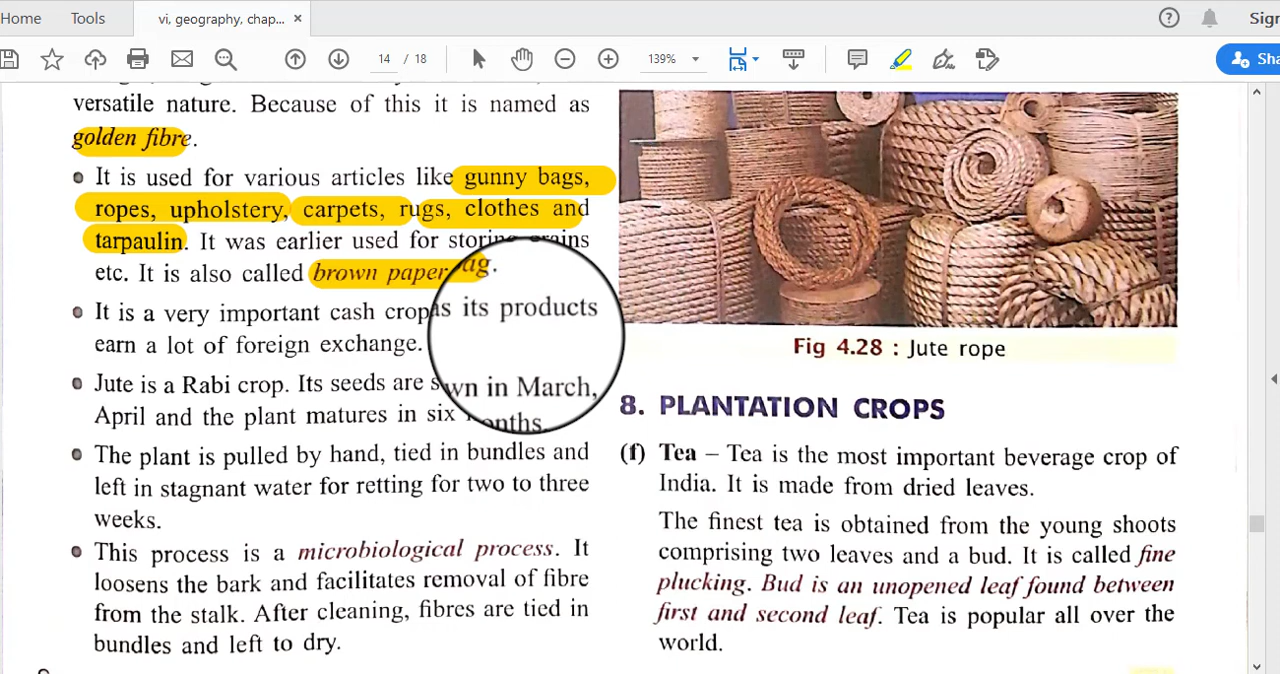 Home
Tools
vi, geography, chap... ×
Sign
14 / 18
139%
Sha
versatile nature. Because of this it is named as
golden fibre.
It is used for various articles like gunny bags,
ropes, upholstery, carpets, rugs, clothes and
tarpaulin. It was earlier used for storing grains
etc. It is also called brown paper bag.
It is a very important cash crop as its products
earn a lot of foreign exchange.
Jute is a Rabi crop. Its seeds are sown in March,
April and the plant matures in six months.
The plant is pulled by hand, tied in bundles and
left in stagnant water for retting for two to three
weeks.
This process is a microbiological process. It
loosens the bark and facilitates removal of fibre
from the stalk. After cleaning, fibres are tied in
bundles and left to dry.
Fig 4.28 : Jute rope
8. PLANTATION CROPS
(f) Tea – Tea is the most important beverage crop of
India. It is made from dried leaves.
The finest tea is obtained from the young shoots
comprising two leaves and a bud. It is called fine
plucking. Bud is an unopened leaf found between
first and second leaf. Tea is popular all over the
world.